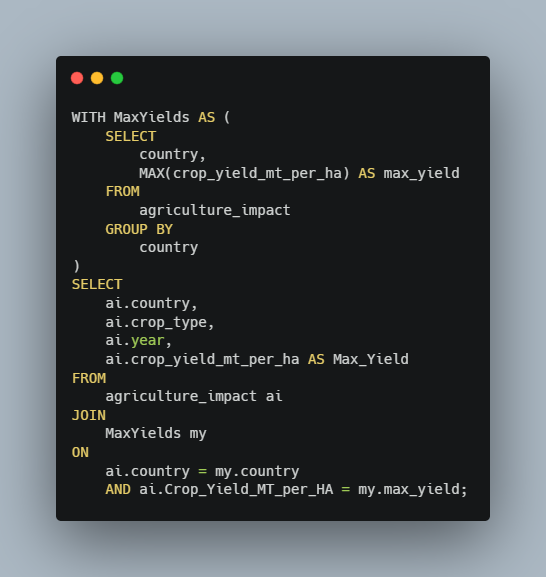 WITH MaxYields AS (
    SELECT
        country,
        MAX(crop_yield_mt_per_ha) AS max_yield
    FROM
        agriculture_impact
    GROUP BY
        country
)
SELECT
    ai.country,
    ai.crop_type,
    ai.year,
    ai.crop_yield_mt_per_ha AS Max_Yield
FROM
    agriculture_impact ai
JOIN
    MaxYields my
ON
    ai.country = my.country
    AND ai.Crop_Yield_MT_per_HA = my.max_yield;